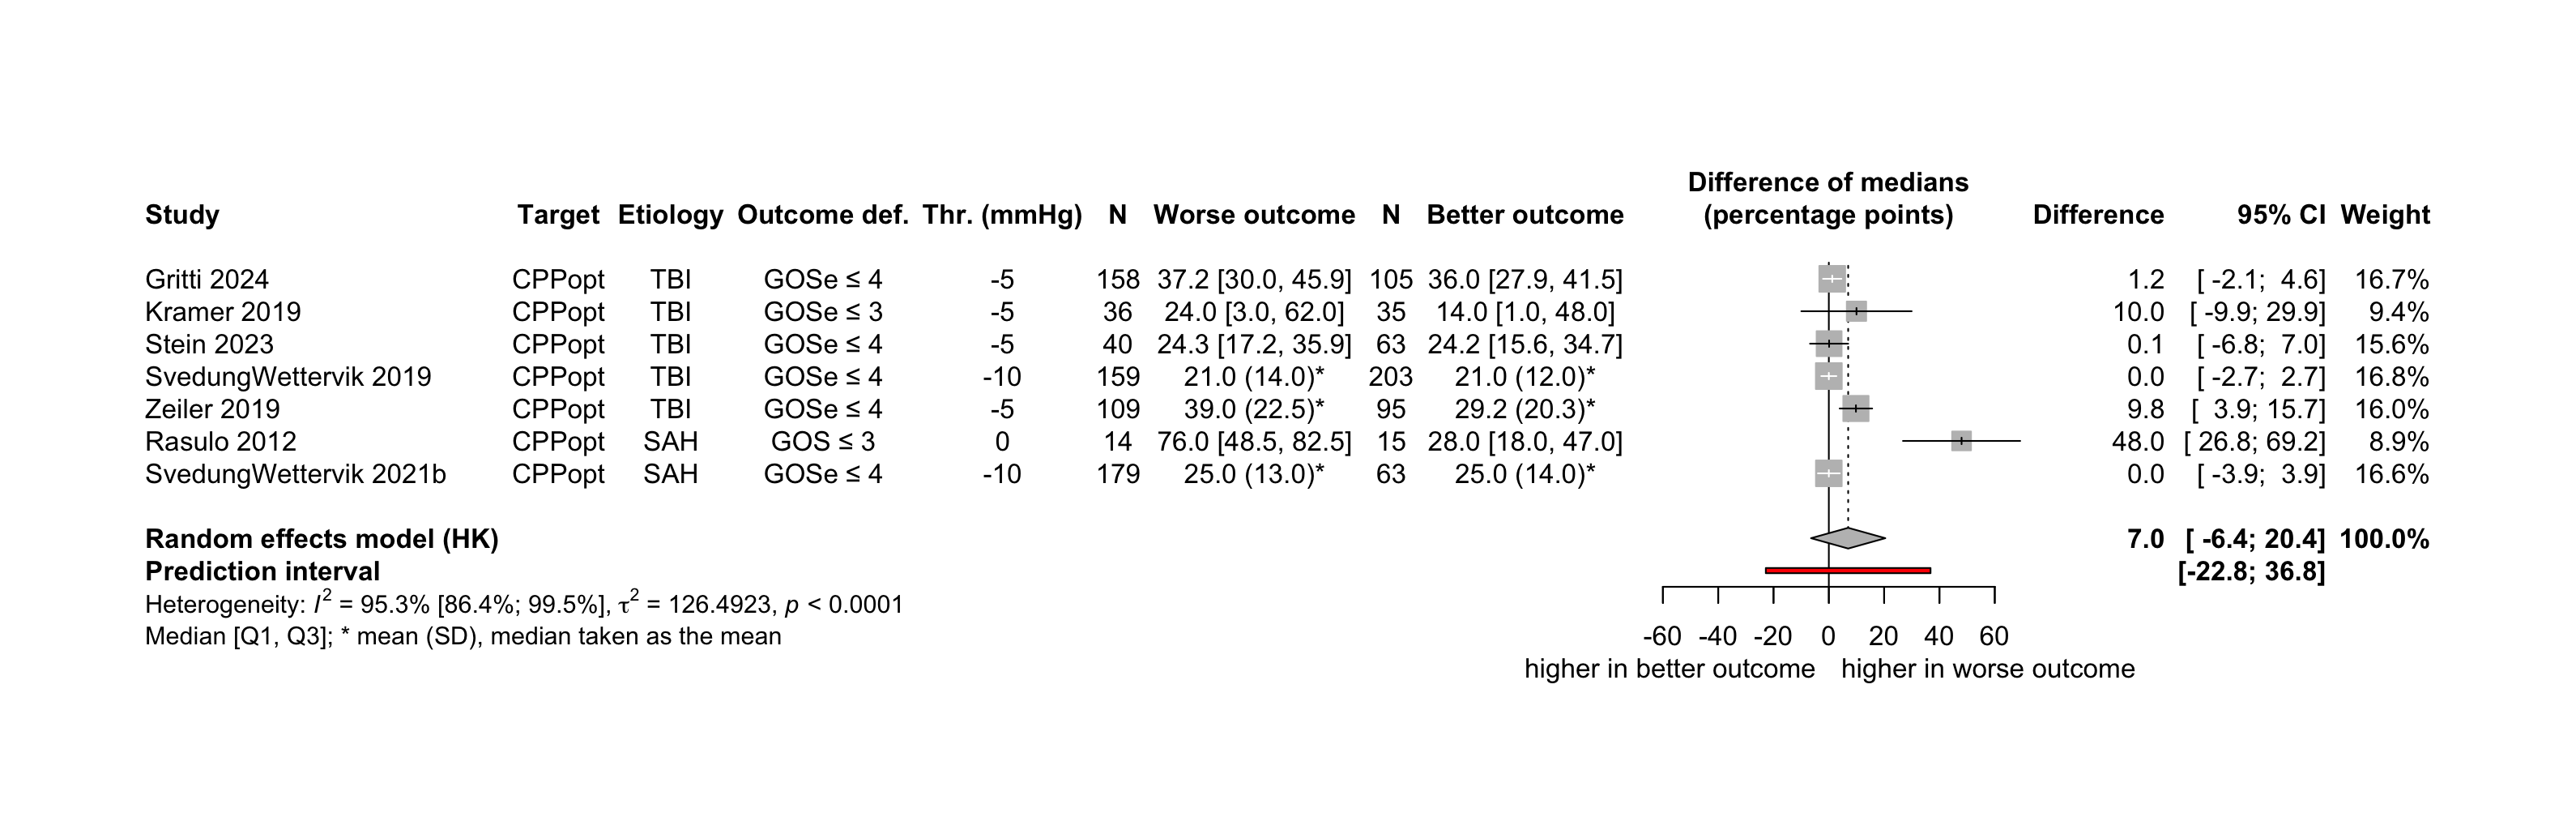 Difference of medians
Study Target Etiology Outcome def. Thr. (mmHg) N Worse outcome N Better outcome (percentage points) Difference 95% CI Weight
Gritti 2024 CPPopt TBI GOSe ≤ 4 -5 158 37.2 [30.0, 45.9] 105 36.0 [27.9, 41.5] 1.2 [ -2.1; 4.6] 16.7%
Kramer 2019 CPPopt TBI GOSe ≤ 3 -5 36 24.0 [3.0, 62.0] 35 14.0 [1.0, 48.0] 10.0 [ -9.9; 29.9] 9.4%
Stein 2023 CPPopt TBI GOSe ≤ 4 -5 40 24.3 [17.2, 35.9] 63 24.2 [15.6, 34.7] 0.1 [ -6.8; 7.0] 15.6%
SvedungWettervik 2019 CPPopt TBI GOSe ≤ 4 -10 159 21.0 (14.0)* 203 21.0 (12.0)* 0.0 [ -2.7; 2.7] 16.8%
Zeiler 2019 CPPopt TBI GOSe ≤ 4 -5 109 39.0 (22.5)* 95 29.2 (20.3)* 9.8 [ 3.9; 15.7] 16.0%
Rasulo 2012 CPPopt SAH GOS ≤ 3 0 14 76.0 [48.5, 82.5] 15 28.0 [18.0, 47.0] 48.0 [ 26.8; 69.2] 8.9%
SvedungWettervik 2021b CPPopt SAH GOSe ≤ 4 -10 179 25.0 (13.0)* 63 25.0 (14.0)* 0.0 [ -3.9; 3.9] 16.6%
Random effects model (HK) 7.0 [ -6.4; 20.4] 100.0%
Prediction interval [-22.8; 36.8]
Heterogeneity: I² = 95.3% [86.4%; 99.5%], τ² = 126.4923, p < 0.0001
Median [Q1, Q3]; * mean (SD), median taken as the mean
-60 -40 -20 0 20 40 60
higher in better outcome higher in worse outcome